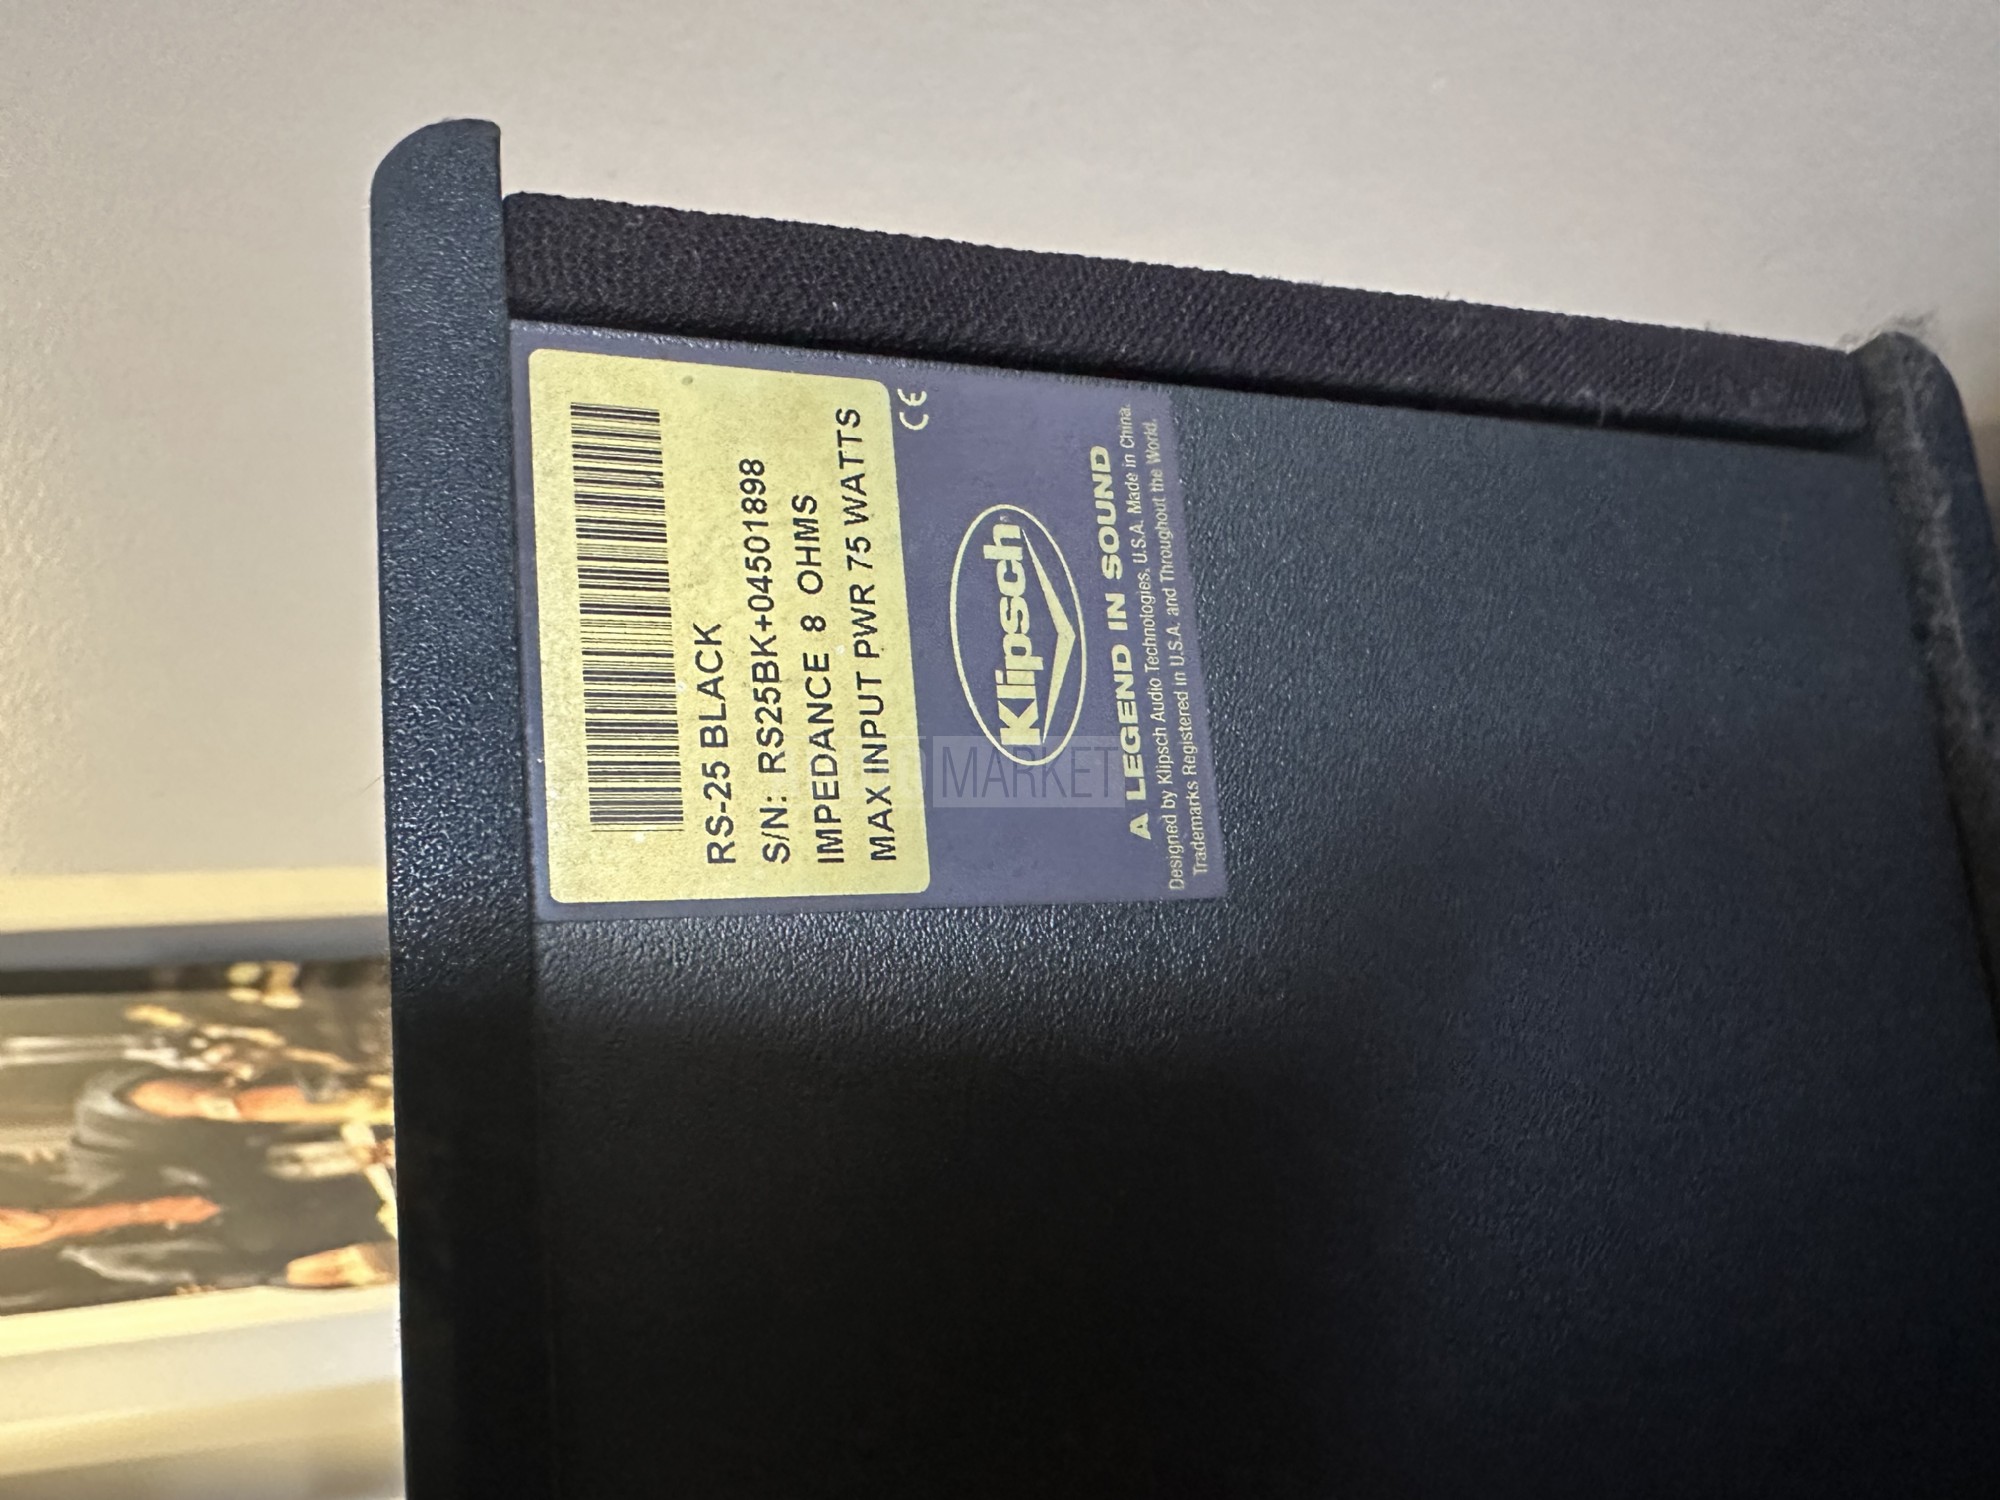 RS-25 BLACK
S/N: RS25BK+04501898
IMPEDANCE 8 OHMS
MAX INPUT PWR 75 WATTS
CE
Klipsch
A LEGEND IN SOUND
Designed by Klipsch Audio Technologies, U.S.A. Made in China.
Trademarks Registered in U.S.A. and Throughout the World.
MARKET